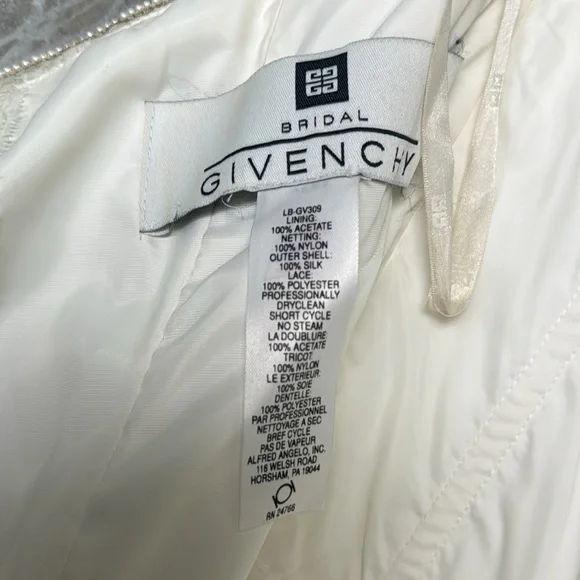 BRIDAL
GIVENCHY
LB-GV309
LINING:
100% ACETATE
NETTING:
100% NYLON
OUTER SHELL:
100% SILK
LACE:
100% POLYESTER
PROFESSIONALLY
DRYCLEAN
SHORT CYCLE
NO STEAM
LA DOUBLURE:
100% ACETATE
TRICOT:
100% NYLON
LE EXTERIEUR:
100% SOIE
DENTELLE:
100% POLYESTER
PAR PROFESSIONNEL
NETTOYAGE A SEC
BREF CYCLE
PAS DE VAPEUR
ALFRED ANGELO, INC.
116 WELSH ROAD
HORSHAM, PA 19044
RN 24766